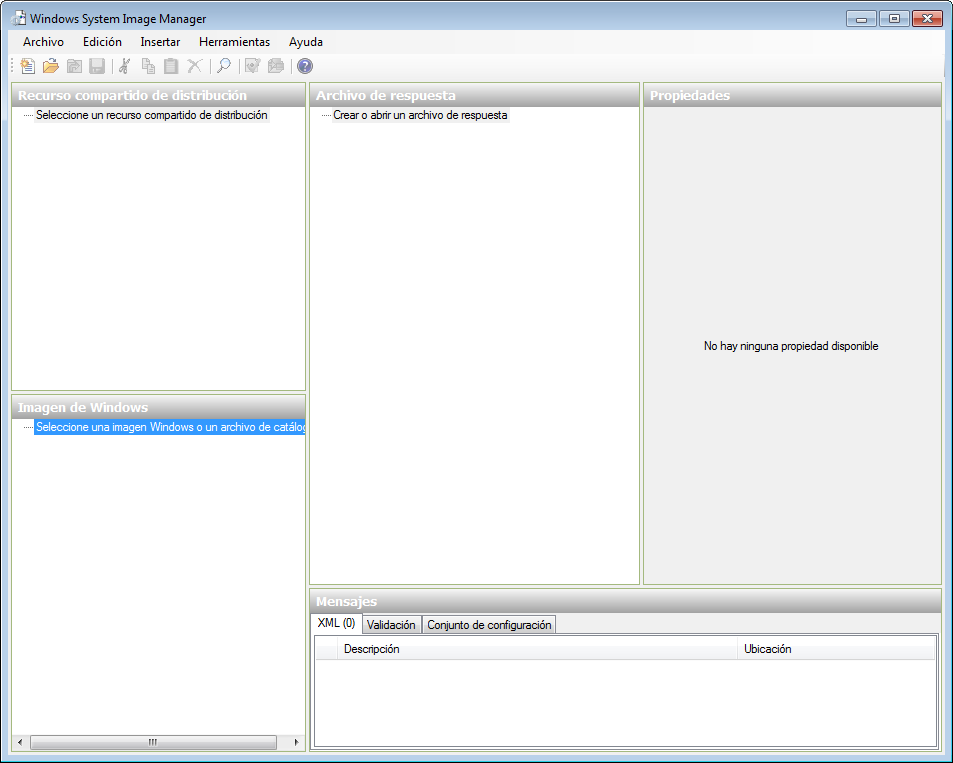 Windows System Image Manager
Archivo Edición Insertar Herramientas Ayuda
Recurso compartido de distribución
Seleccione un recurso compartido de distribución
Archivo de respuesta
Crear o abrir un archivo de respuesta
Propiedades
No hay ninguna propiedad disponible
Imagen de Windows
Seleccione una imagen Windows o un archivo de catálog
Mensajes
XML (0) Validación Conjunto de configuración
Descripción Ubicación